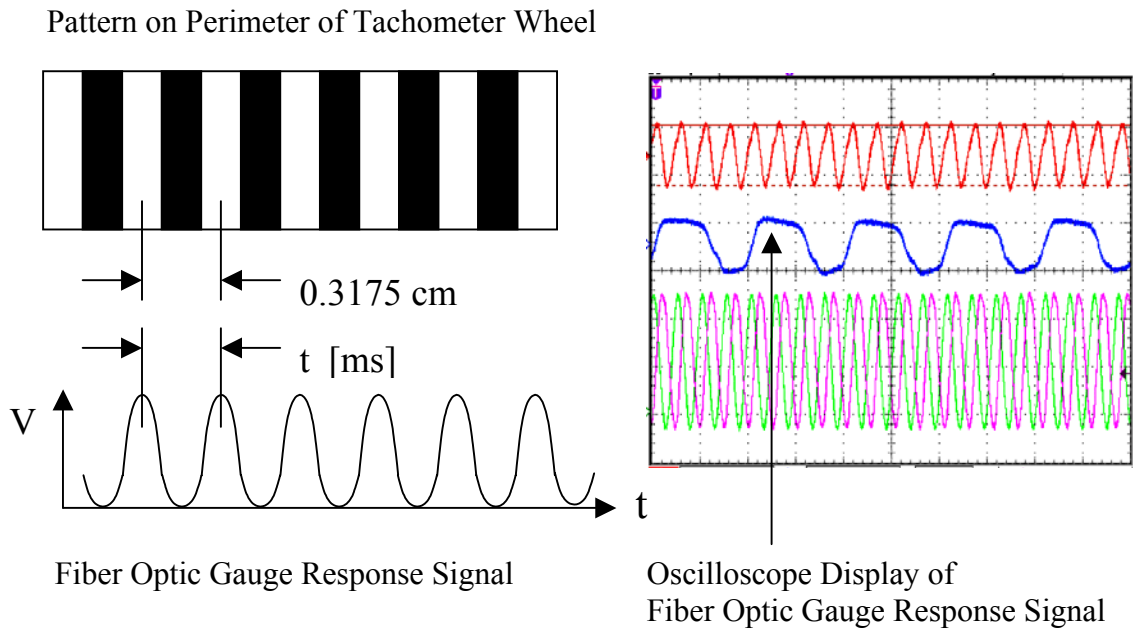 Pattern on Perimeter of Tachometer Wheel
0.3175 cm
t [ms]
V
t
T
Fiber Optic Gauge Response Signal
Oscilloscope Display of
Fiber Optic Gauge Response Signal